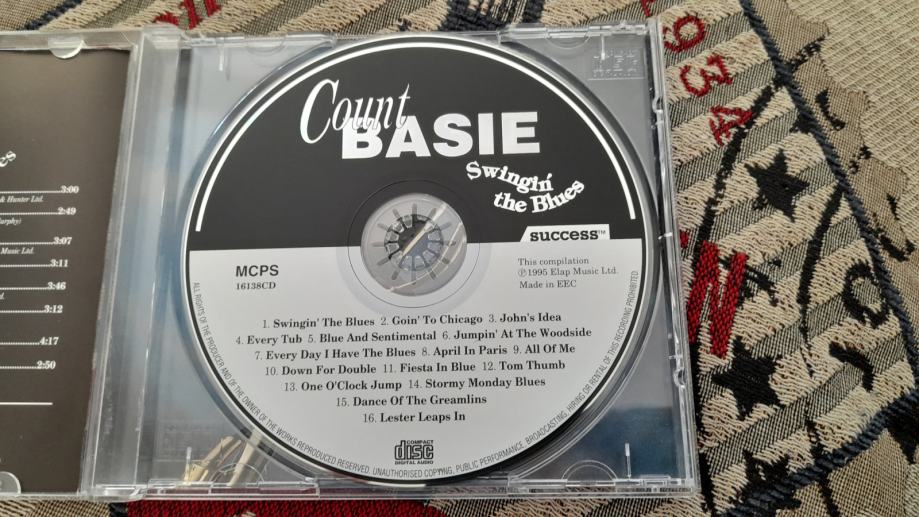 3:00
& Hunter Ltd.
2:49
3:07
Music Ltd.
3:11
3:46
3:12
4:17
2:50
Count
BASIE
Swingin'
the Blues
success™
MCPS
16138CD
This compilation
℗ 1995 Elap Music Ltd.
Made in EEC
1. Swingin' The Blues 2. Goin' To Chicago 3. John's Idea
4. Every Tub 5. Blue And Sentimental 6. Jumpin' At The Woodside
7. Every Day I Have The Blues 8. April In Paris 9. All Of Me
10. Down For Double 11. Fiesta In Blue 12. Tom Thumb
13. One O'Clock Jump 14. Stormy Monday Blues
15. Dance Of The Greamlins
16. Lester Leaps In
ALL RIGHTS OF THE PRODUCER AND OF THE OWNER OF THE WORKS REPRODUCED RESERVED. UNAUTHORISED COPYING, PUBLIC PERFORMANCE, BROADCASTING, HIRING OR RENTAL OF THIS RECORDING PROHIBITED.
COMPACT
disc
DIGITAL AUDIO